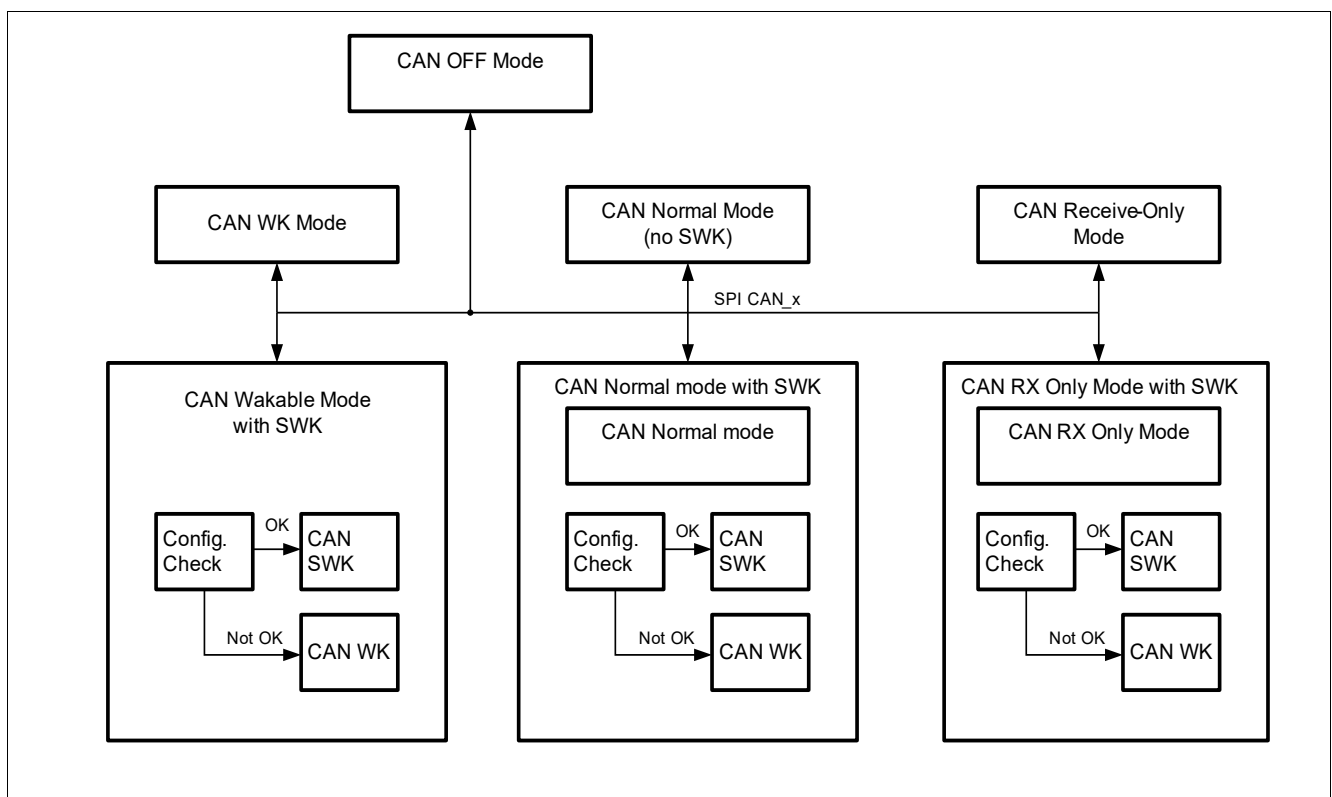 CAN OFF Mode
CAN WK Mode
CAN Normal Mode
(no SWK)
CAN Receive-Only
Mode
SPI CAN_x
CAN Wakable Mode
with SWK
Config.
Check
OK
CAN
SWK
Not OK
CAN WK
CAN Normal mode with SWK
CAN Normal mode
Config.
Check
OK
CAN
SWK
Not OK
CAN WK
CAN RX Only Mode with SWK
CAN RX Only Mode
Config.
Check
OK
CAN
SWK
Not OK
CAN WK